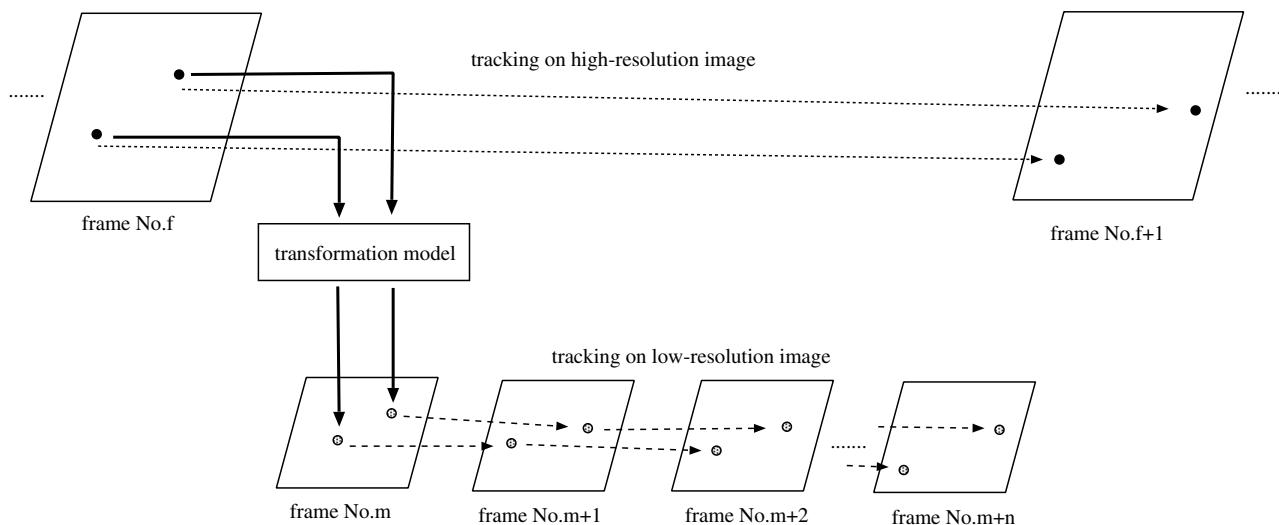 tracking on high-resolution image
......
......
frame No.f
frame No.f+1
transformation model
tracking on low-resolution image
......
frame No.m
frame No.m+1
frame No.m+2
frame No.m+n